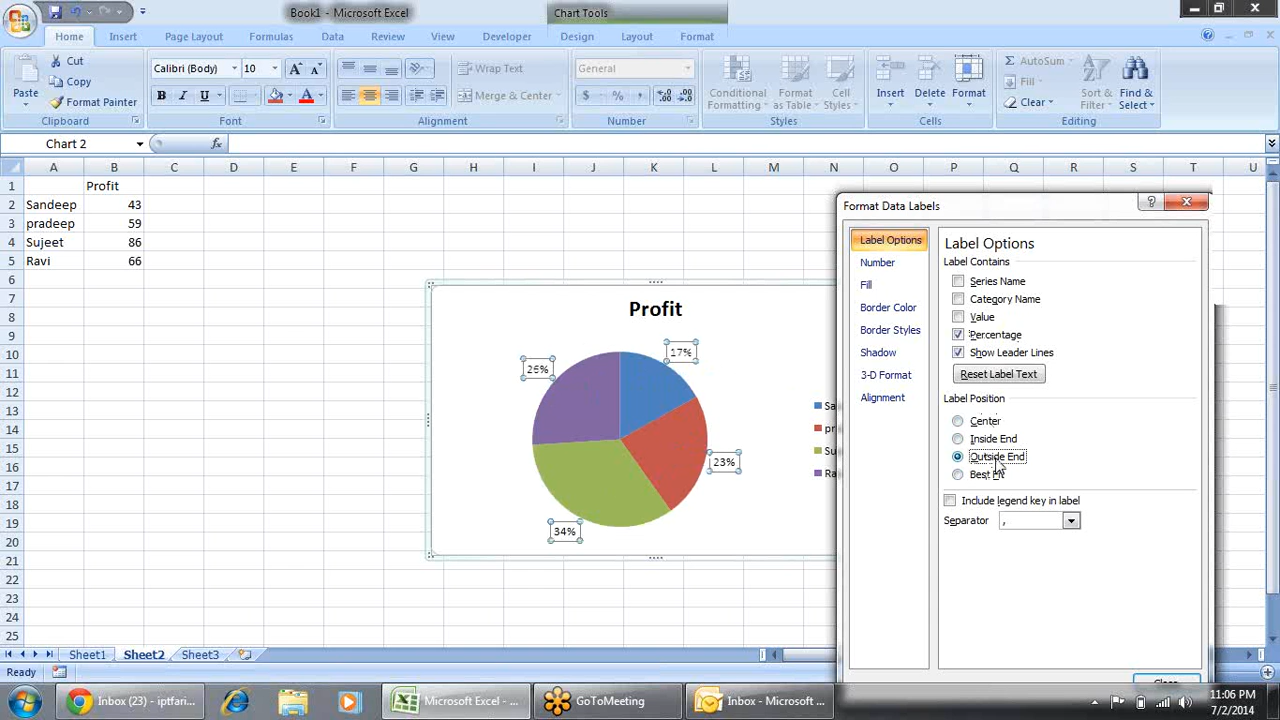 Book1 - Microsoft Excel
Chart Tools
Home Insert Page Layout Formulas Data Review View Developer Design Layout Format
Paste
Cut
Copy
Format Painter
Clipboard
Calibri (Body) 10
B I U
Font
Wrap Text
Merge & Center
Alignment
General
$ % ,
Number
Conditional Formatting
Format as Table
Cell Styles
Styles
Insert Delete Format
Cells
AutoSum
Fill
Clear
Sort & Filter
Find & Select
Editing
Chart 2
fx
A B C D E F G H I J K L M N O P Q R S T U
1 Profit
2 Sandeep 43
3 pradeep 59
4 Sujeet 86
5 Ravi 66
6
7
8
9
10
11
12
13
14
15
16
17
18
19
20
21
22
23
24
25
Profit
17%
26%
23%
34%
Sa
pr
Su
Ra
Format Data Labels
Label Options
Number
Fill
Border Color
Border Styles
Shadow
3-D Format
Alignment
Label Options
Label Contains
Series Name
Category Name
Value
Percentage
Show Leader Lines
Reset Label Text
Label Position
Center
Inside End
Outside End
Best Fit
Include legend key in label
Separator ,
Close
Sheet1 Sheet2 Sheet3
Ready
Inbox (23) - iptfari...
Microsoft Excel - ...
GoToMeeting
Inbox - Microsoft ...
11:06 PM
7/2/2014